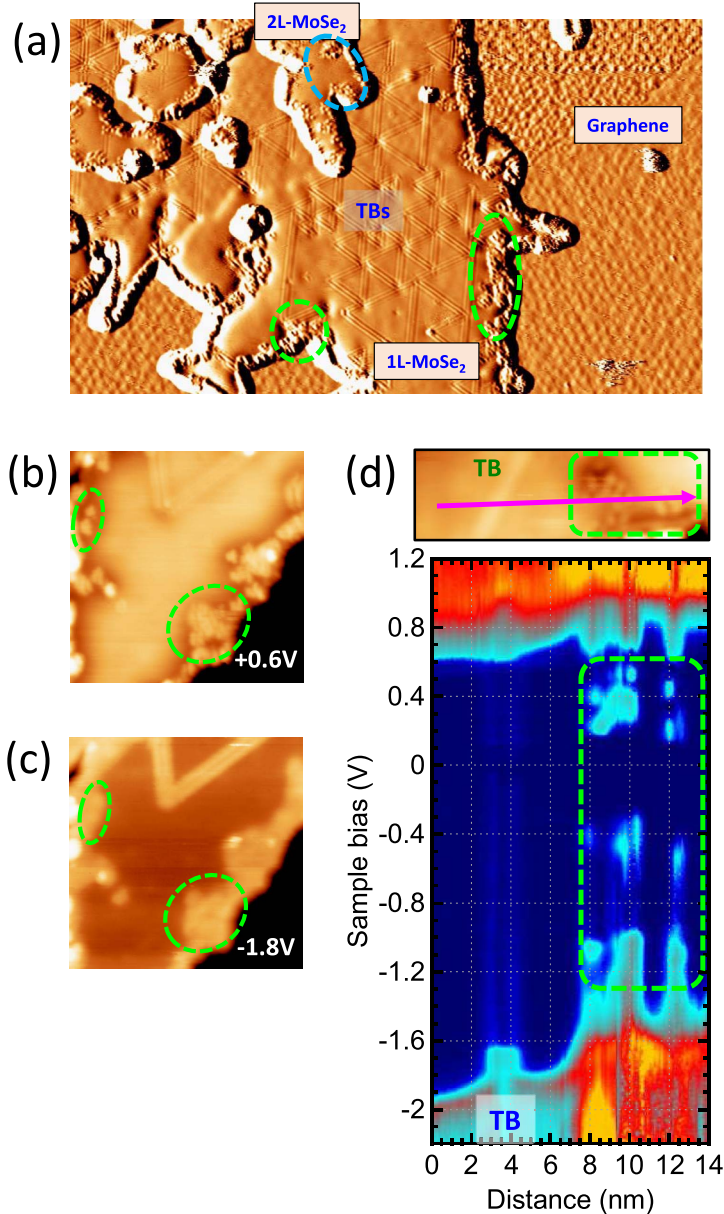 (a)
2L-MoSe₂
Graphene
TBs
1L-MoSe₂
(b)
+0.6V
(c)
-1.8V
(d)
TB
1.2
0.8
0.4
0
-0.4
-0.8
-1.2
-1.6
-2
Sample bias (V)
TB
0 2 4 6 8 10 12 14
Distance (nm)